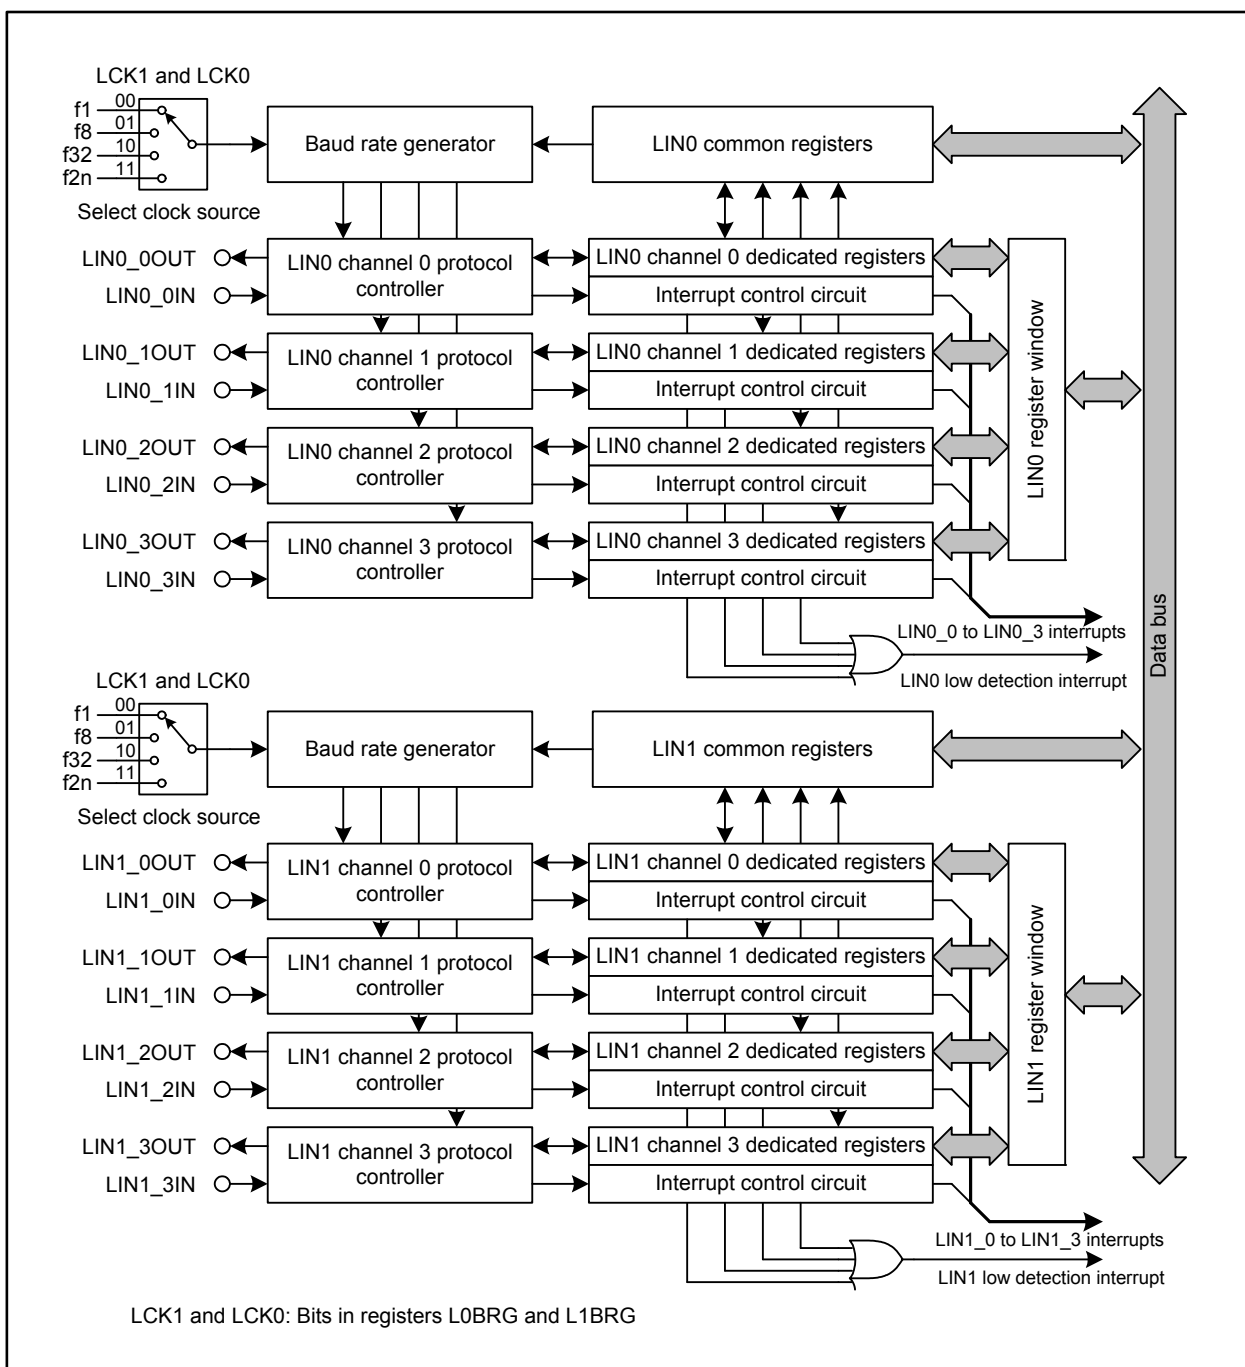 LCK1 and LCK0
f1 00
f8 01
f32 10
f2n 11
Select clock source
Baud rate generator
LIN0 common registers
LIN0_0OUT
LIN0_0IN
LIN0 channel 0 protocol
controller
LIN0 channel 0 dedicated registers
Interrupt control circuit
LIN0_1OUT
LIN0_1IN
LIN0 channel 1 protocol
controller
LIN0 channel 1 dedicated registers
Interrupt control circuit
LIN0_2OUT
LIN0_2IN
LIN0 channel 2 protocol
controller
LIN0 channel 2 dedicated registers
Interrupt control circuit
LIN0_3OUT
LIN0_3IN
LIN0 channel 3 protocol
controller
LIN0 channel 3 dedicated registers
Interrupt control circuit
LIN0 register window
Data bus
LIN0_0 to LIN0_3 interrupts
LIN0 low detection interrupt
LCK1 and LCK0
f1 00
f8 01
f32 10
f2n 11
Select clock source
Baud rate generator
LIN1 common registers
LIN1_0OUT
LIN1_0IN
LIN1 channel 0 protocol
controller
LIN1 channel 0 dedicated registers
Interrupt control circuit
LIN1_1OUT
LIN1_1IN
LIN1 channel 1 protocol
controller
LIN1 channel 1 dedicated registers
Interrupt control circuit
LIN1_2OUT
LIN1_2IN
LIN1 channel 2 protocol
controller
LIN1 channel 2 dedicated registers
Interrupt control circuit
LIN1_3OUT
LIN1_3IN
LIN1 channel 3 protocol
controller
LIN1 channel 3 dedicated registers
Interrupt control circuit
LIN1 register window
LIN1_0 to LIN1_3 interrupts
LIN1 low detection interrupt
LCK1 and LCK0: Bits in registers L0BRG and L1BRG